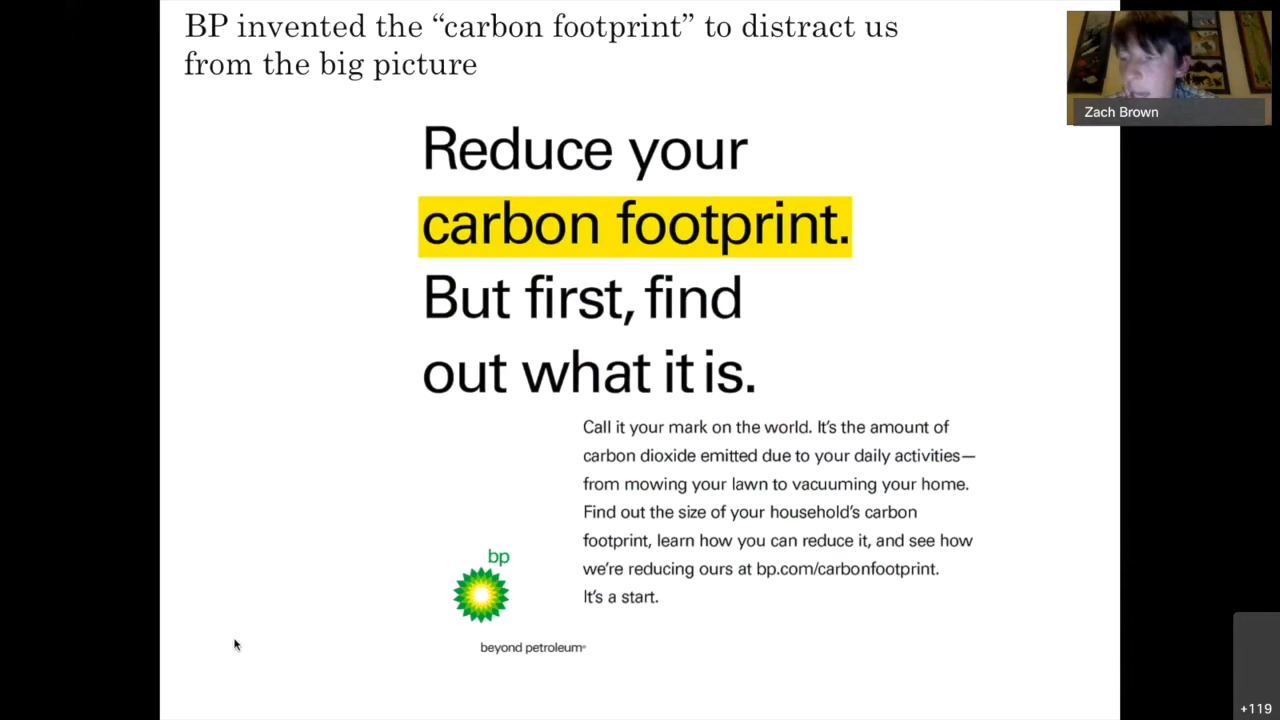 BP invented the “carbon footprint” to distract us
from the big picture
Zach Brown
Reduce your
carbon footprint.
But first, find
out what it is.
Call it your mark on the world. It’s the amount of
carbon dioxide emitted due to your daily activities—
from mowing your lawn to vacuuming your home.
Find out the size of your household’s carbon
footprint, learn how you can reduce it, and see how
we’re reducing ours at bp.com/carbonfootprint.
It’s a start.
bp
beyond petroleum®
+119